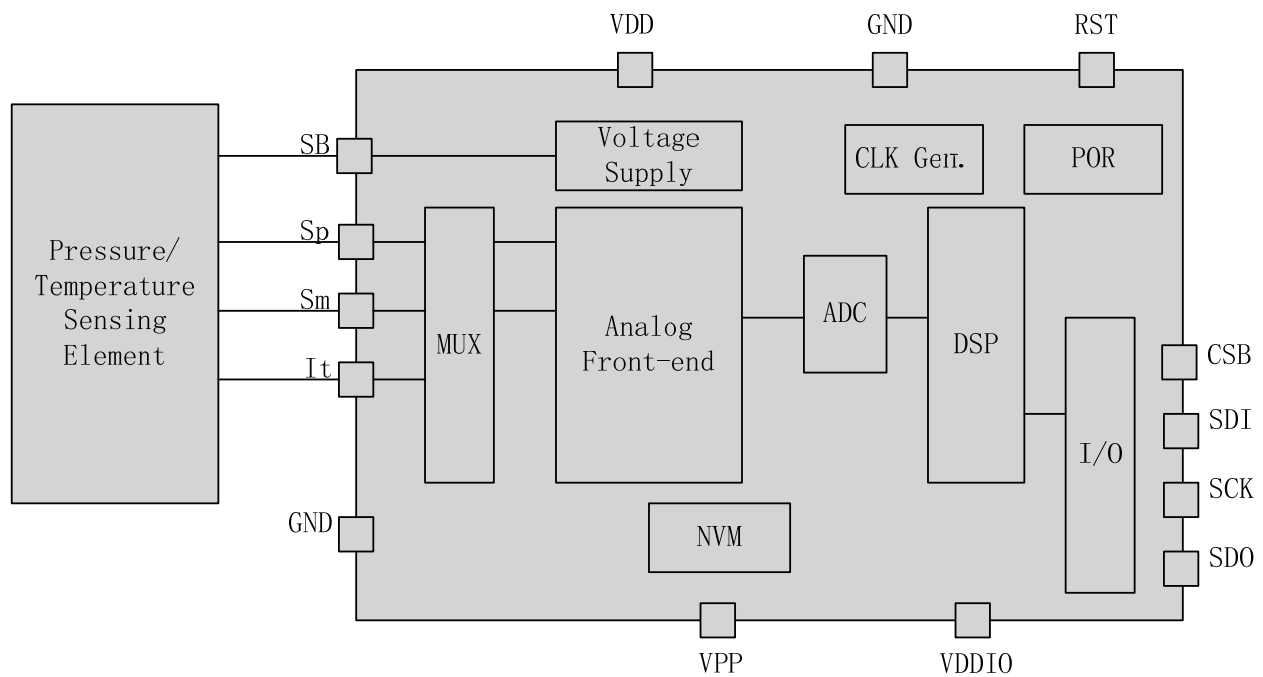 VDD
GND
RST
SB
Voltage
Supply
CLK Gen.
POR
Sp
Sm
It
Pressure/
Temperature
Sensing
Element
MUX
Analog
Front-end
ADC
DSP
I/O
CSB
SDI
SCK
SDO
GND
NVM
VPP
VDDIO